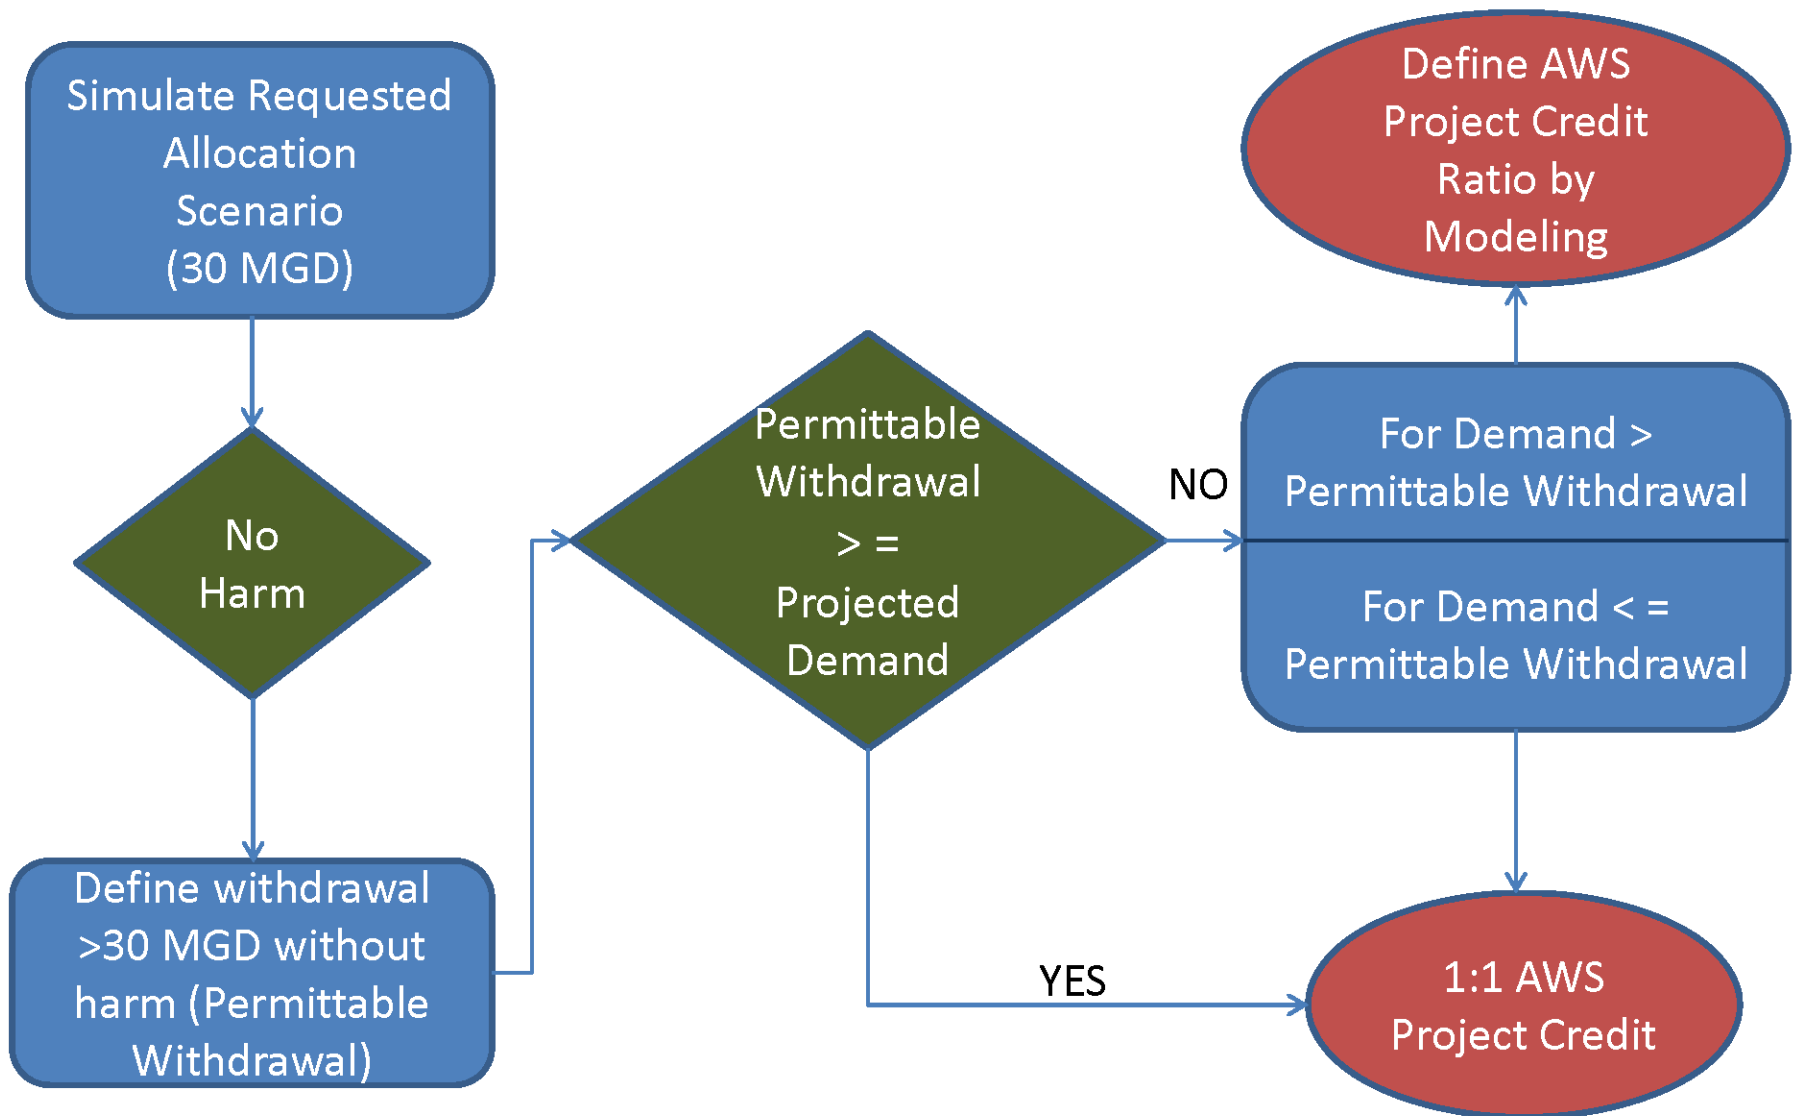 Simulate Requested
Allocation
Scenario
(30 MGD)
No
Harm
Define withdrawal
>30 MGD without
harm (Permittable
Withdrawal)
Permittable
Withdrawal
> =
Projected
Demand
NO
YES
Define AWS
Project Credit
Ratio by
Modeling
For Demand >
Permittable Withdrawal
For Demand < =
Permittable Withdrawal
1:1 AWS
Project Credit